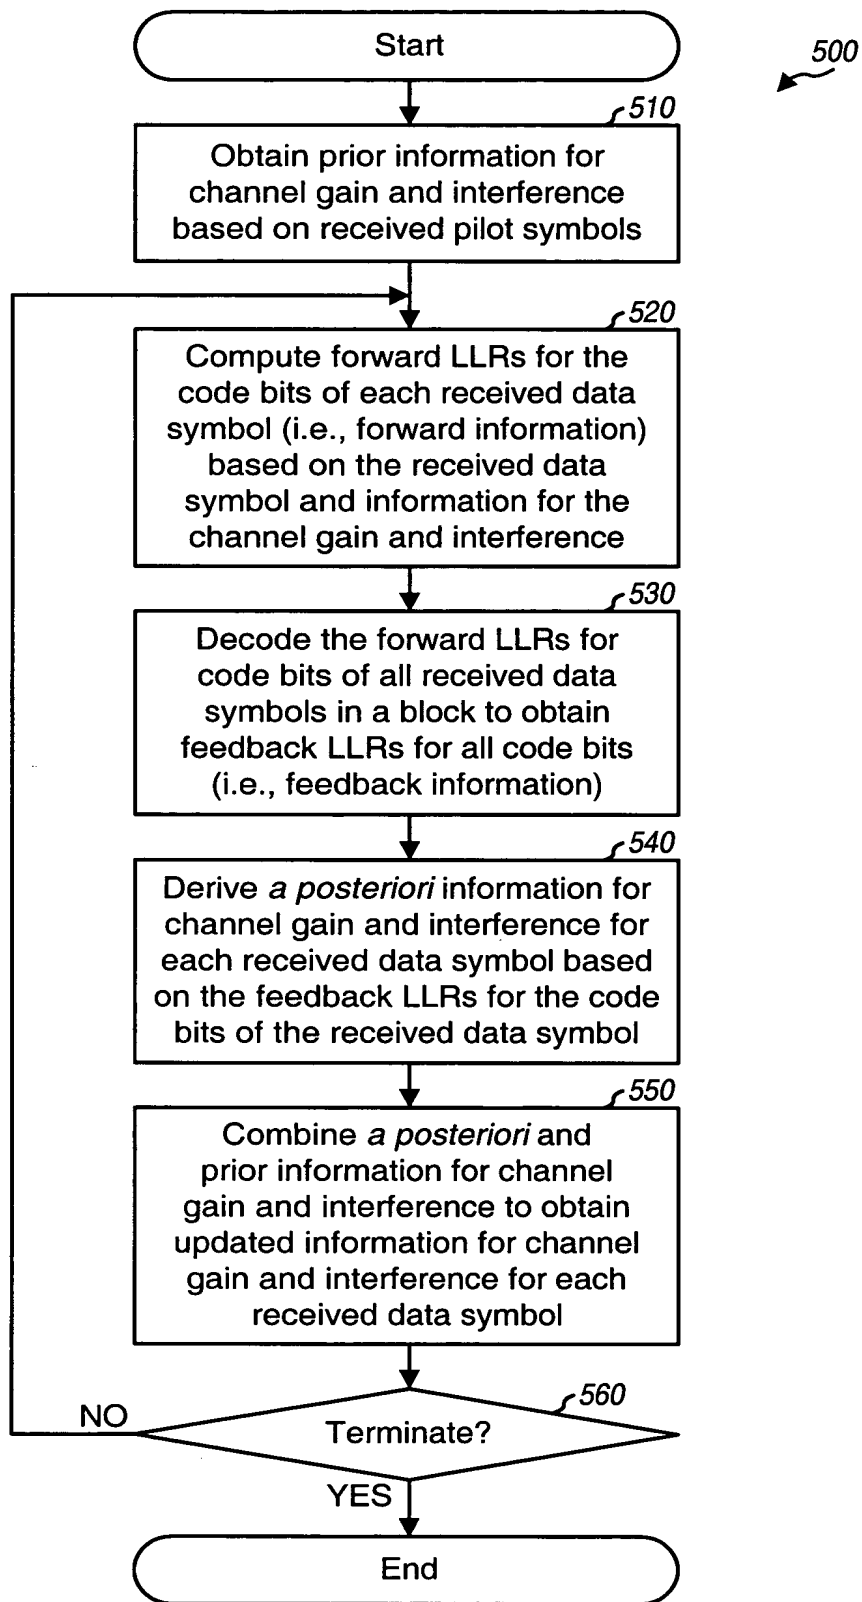 Start
500
510
Obtain prior information for
channel gain and interference
based on received pilot symbols
520
Compute forward LLRs for the
code bits of each received data
symbol (i.e., forward information)
based on the received data
symbol and information for the
channel gain and interference
530
Decode the forward LLRs for
code bits of all received data
symbols in a block to obtain
feedback LLRs for all code bits
(i.e., feedback information)
540
Derive a posteriori information for
channel gain and interference for
each received data symbol based
on the feedback LLRs for the code
bits of the received data symbol
550
Combine a posteriori and
prior information for channel
gain and interference to obtain
updated information for channel
gain and interference for each
received data symbol
560
NO
Terminate?
YES
End